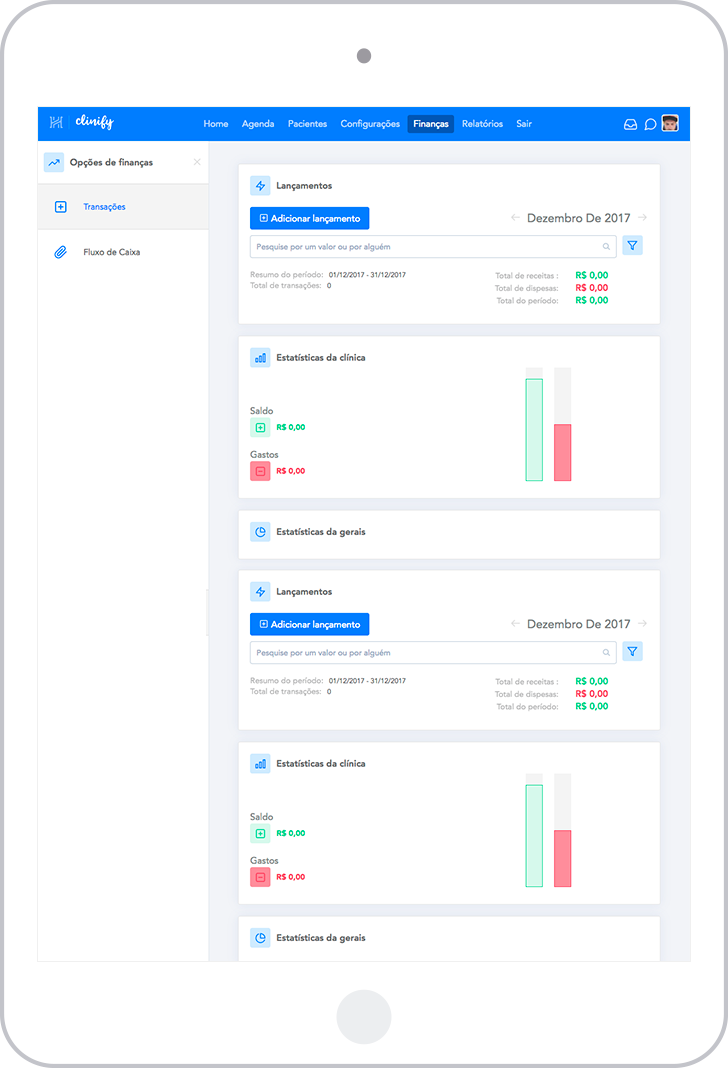 clinify
Home Agenda Pacientes Configurações Finanças Relatórios Sair
Opções de finanças
Transações
Fluxo de Caixa
Lançamentos
Adicionar lançamento
Dezembro De 2017
Pesquise por um valor ou por alguém
Resumo do período: 01/12/2017 - 31/12/2017
Total de transações: 0
Total de receitas : R$ 0,00
Total de dispesas: R$ 0,00
Total do período: R$ 0,00
Estatísticas da clínica
Saldo
R$ 0,00
Gastos
R$ 0,00
Estatísticas da gerais
Lançamentos
Adicionar lançamento
Dezembro De 2017
Pesquise por um valor ou por alguém
Resumo do período: 01/12/2017 - 31/12/2017
Total de transações: 0
Total de receitas : R$ 0,00
Total de dispesas: R$ 0,00
Total do período: R$ 0,00
Estatísticas da clínica
Saldo
R$ 0,00
Gastos
R$ 0,00
Estatísticas da gerais